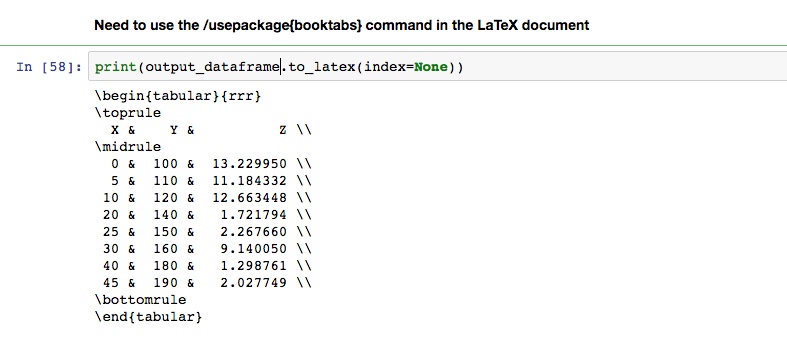 Need to use the /usepackage{booktabs} command in the LaTeX document
In [58]: print(output_dataframe.to_latex(index=None))
\begin{tabular}{rrr}
\toprule
  X &    Y &          Z \\
\midrule
  0 &  100 &  13.229950 \\
  5 &  110 &  11.184332 \\
 10 &  120 &  12.663448 \\
 20 &  140 &   1.721794 \\
 25 &  150 &   2.267660 \\
 30 &  160 &   9.140050 \\
 40 &  180 &   1.298761 \\
 45 &  190 &   2.027749 \\
\bottomrule
\end{tabular}